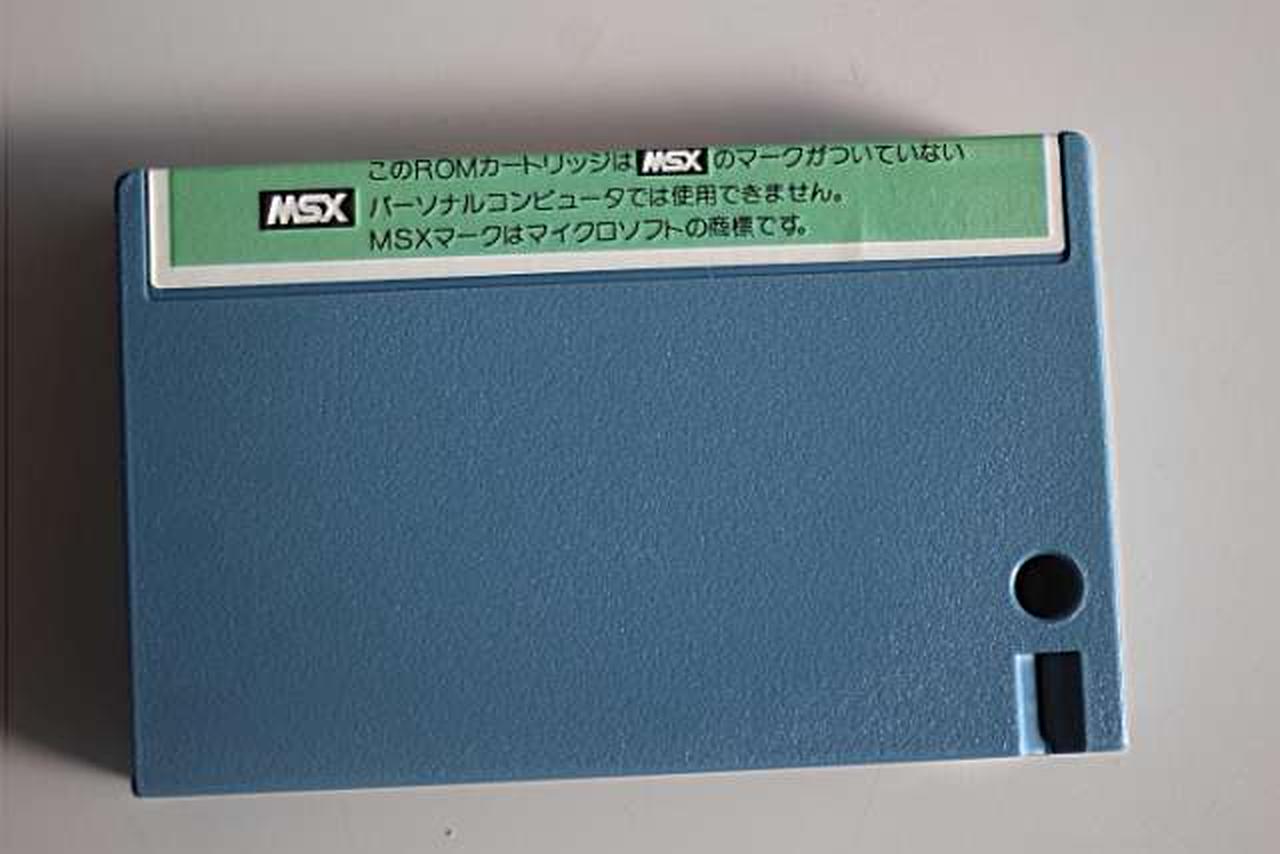 このROMカートリッジはMSXのマークがついていない
MSX パーソナルコンピュータでは使用できません。
MSXマークはマイクロソフトの商標です。